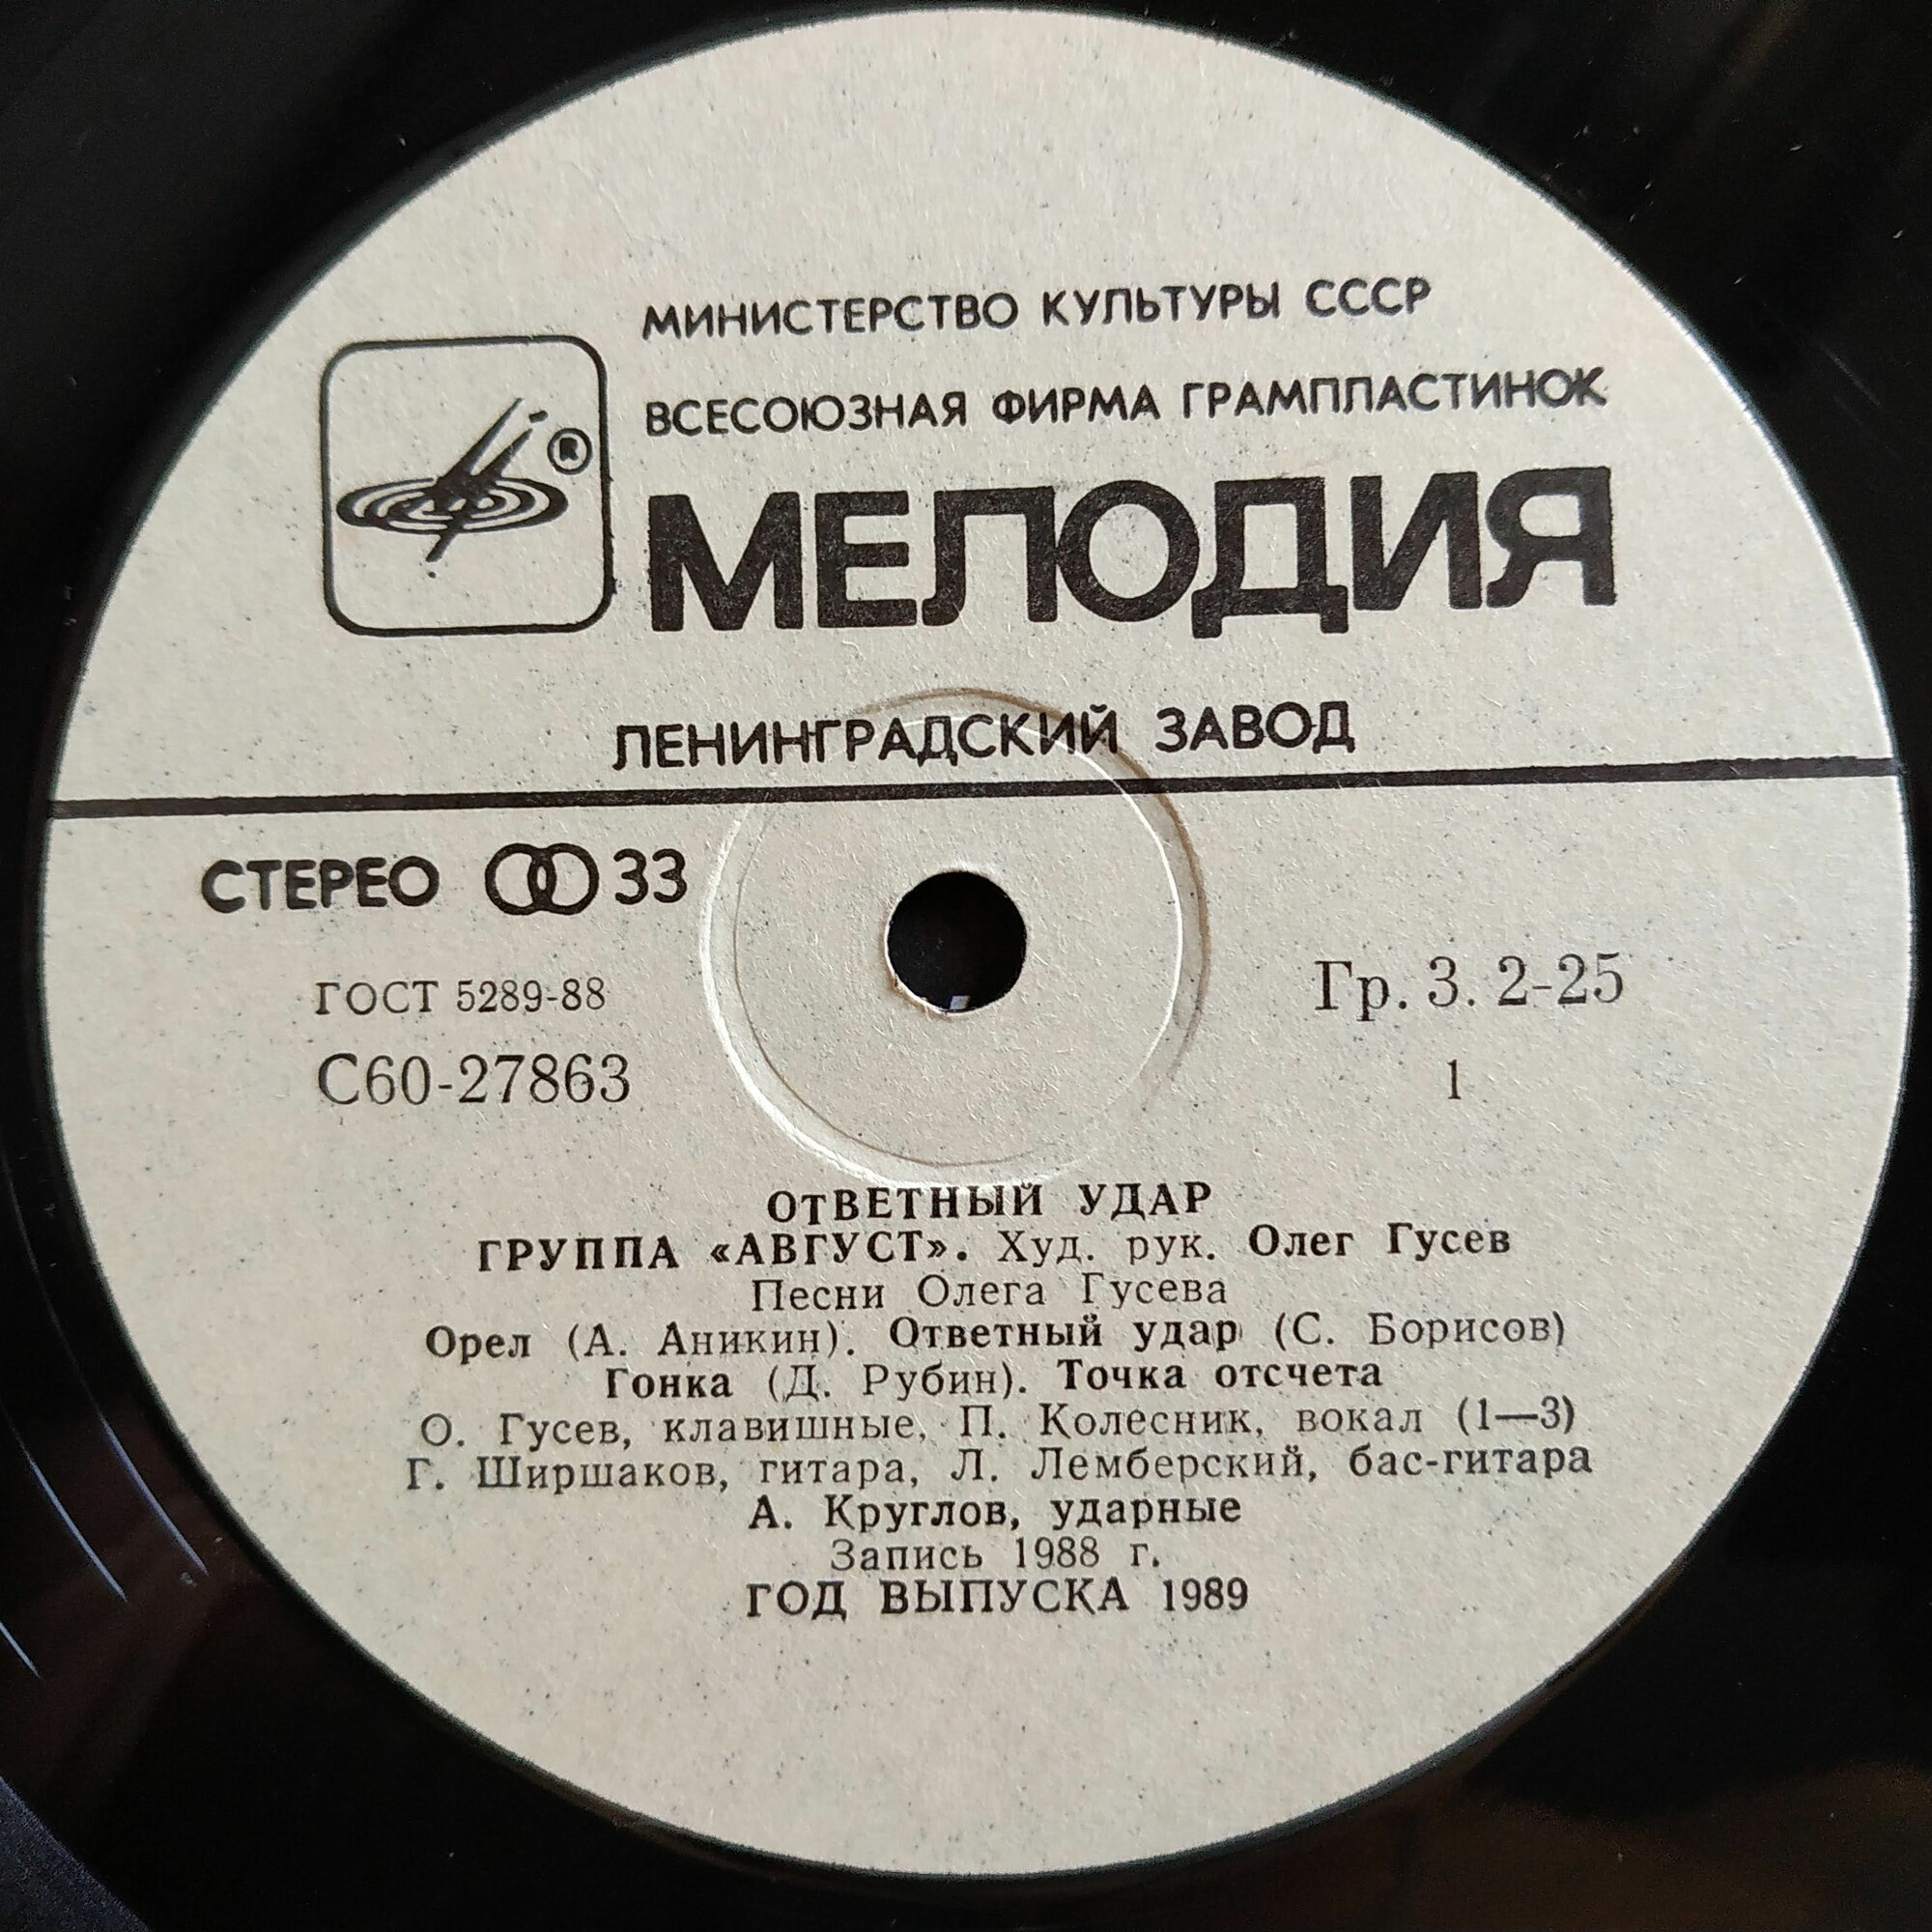 МИНИСТЕРСТВО КУЛЬТУРЫ СССР
ВСЕСОЮЗНАЯ ФИРМА ГРАМПЛАСТИНОК
®
МЕЛОДИЯ
ЛЕНИНГРАДСКИЙ ЗАВОД
СТЕРЕО 33
ГОСТ 5289-88
Гр. 3. 2-25
С60-27863
1
ОТВЕТНЫЙ УДАР
ГРУППА «АВГУСТ». Худ. рук. Олег Гусев
Песни Олега Гусева
Орел (А. Аникин). Ответный удар (С. Борисов)
Гонка (Д. Рубин). Точка отсчета
О. Гусев, клавишные, П. Колесник, вокал (1—3)
Г. Ширшаков, гитара, Л. Лемберский, бас-гитара
А. Круглов, ударные
Запись 1988 г.
ГОД ВЫПУСКА 1989